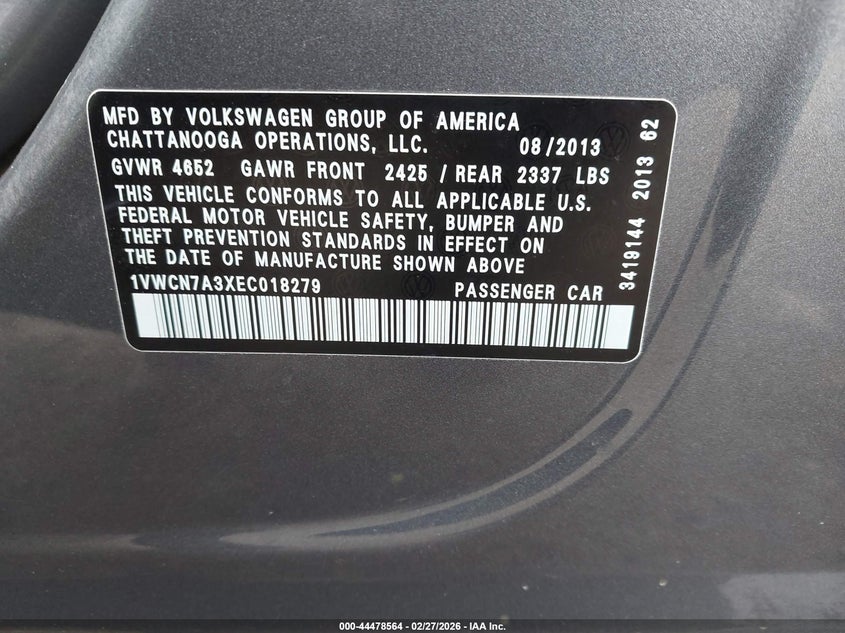 MFD BY VOLKSWAGEN GROUP OF AMERICA
CHATTANOOGA OPERATIONS, LLC. 08/2013
GVWR 4652 GAWR FRONT 2425 / REAR 2337 LBS
THIS VEHICLE CONFORMS TO ALL APPLICABLE U.S.
FEDERAL MOTOR VEHICLE SAFETY, BUMPER AND
THEFT PREVENTION STANDARDS IN EFFECT ON
THE DATE OF MANUFACTURE SHOWN ABOVE
1VWCN7A3XEC018279 PASSENGER CAR
3419144 2013 62
000-44478564 | 02/27/2026 - IAA Inc.